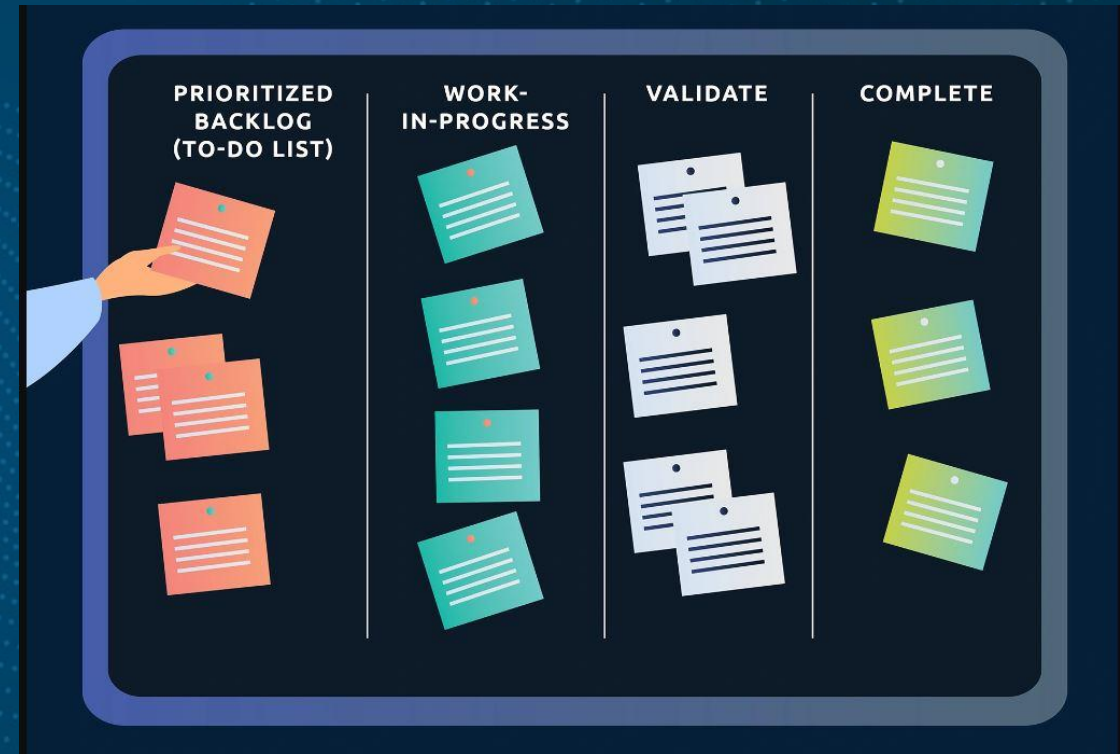 PRIORITIZED
BACKLOG
(TO-DO LIST)
WORK-
IN-PROGRESS
VALIDATE
COMPLETE